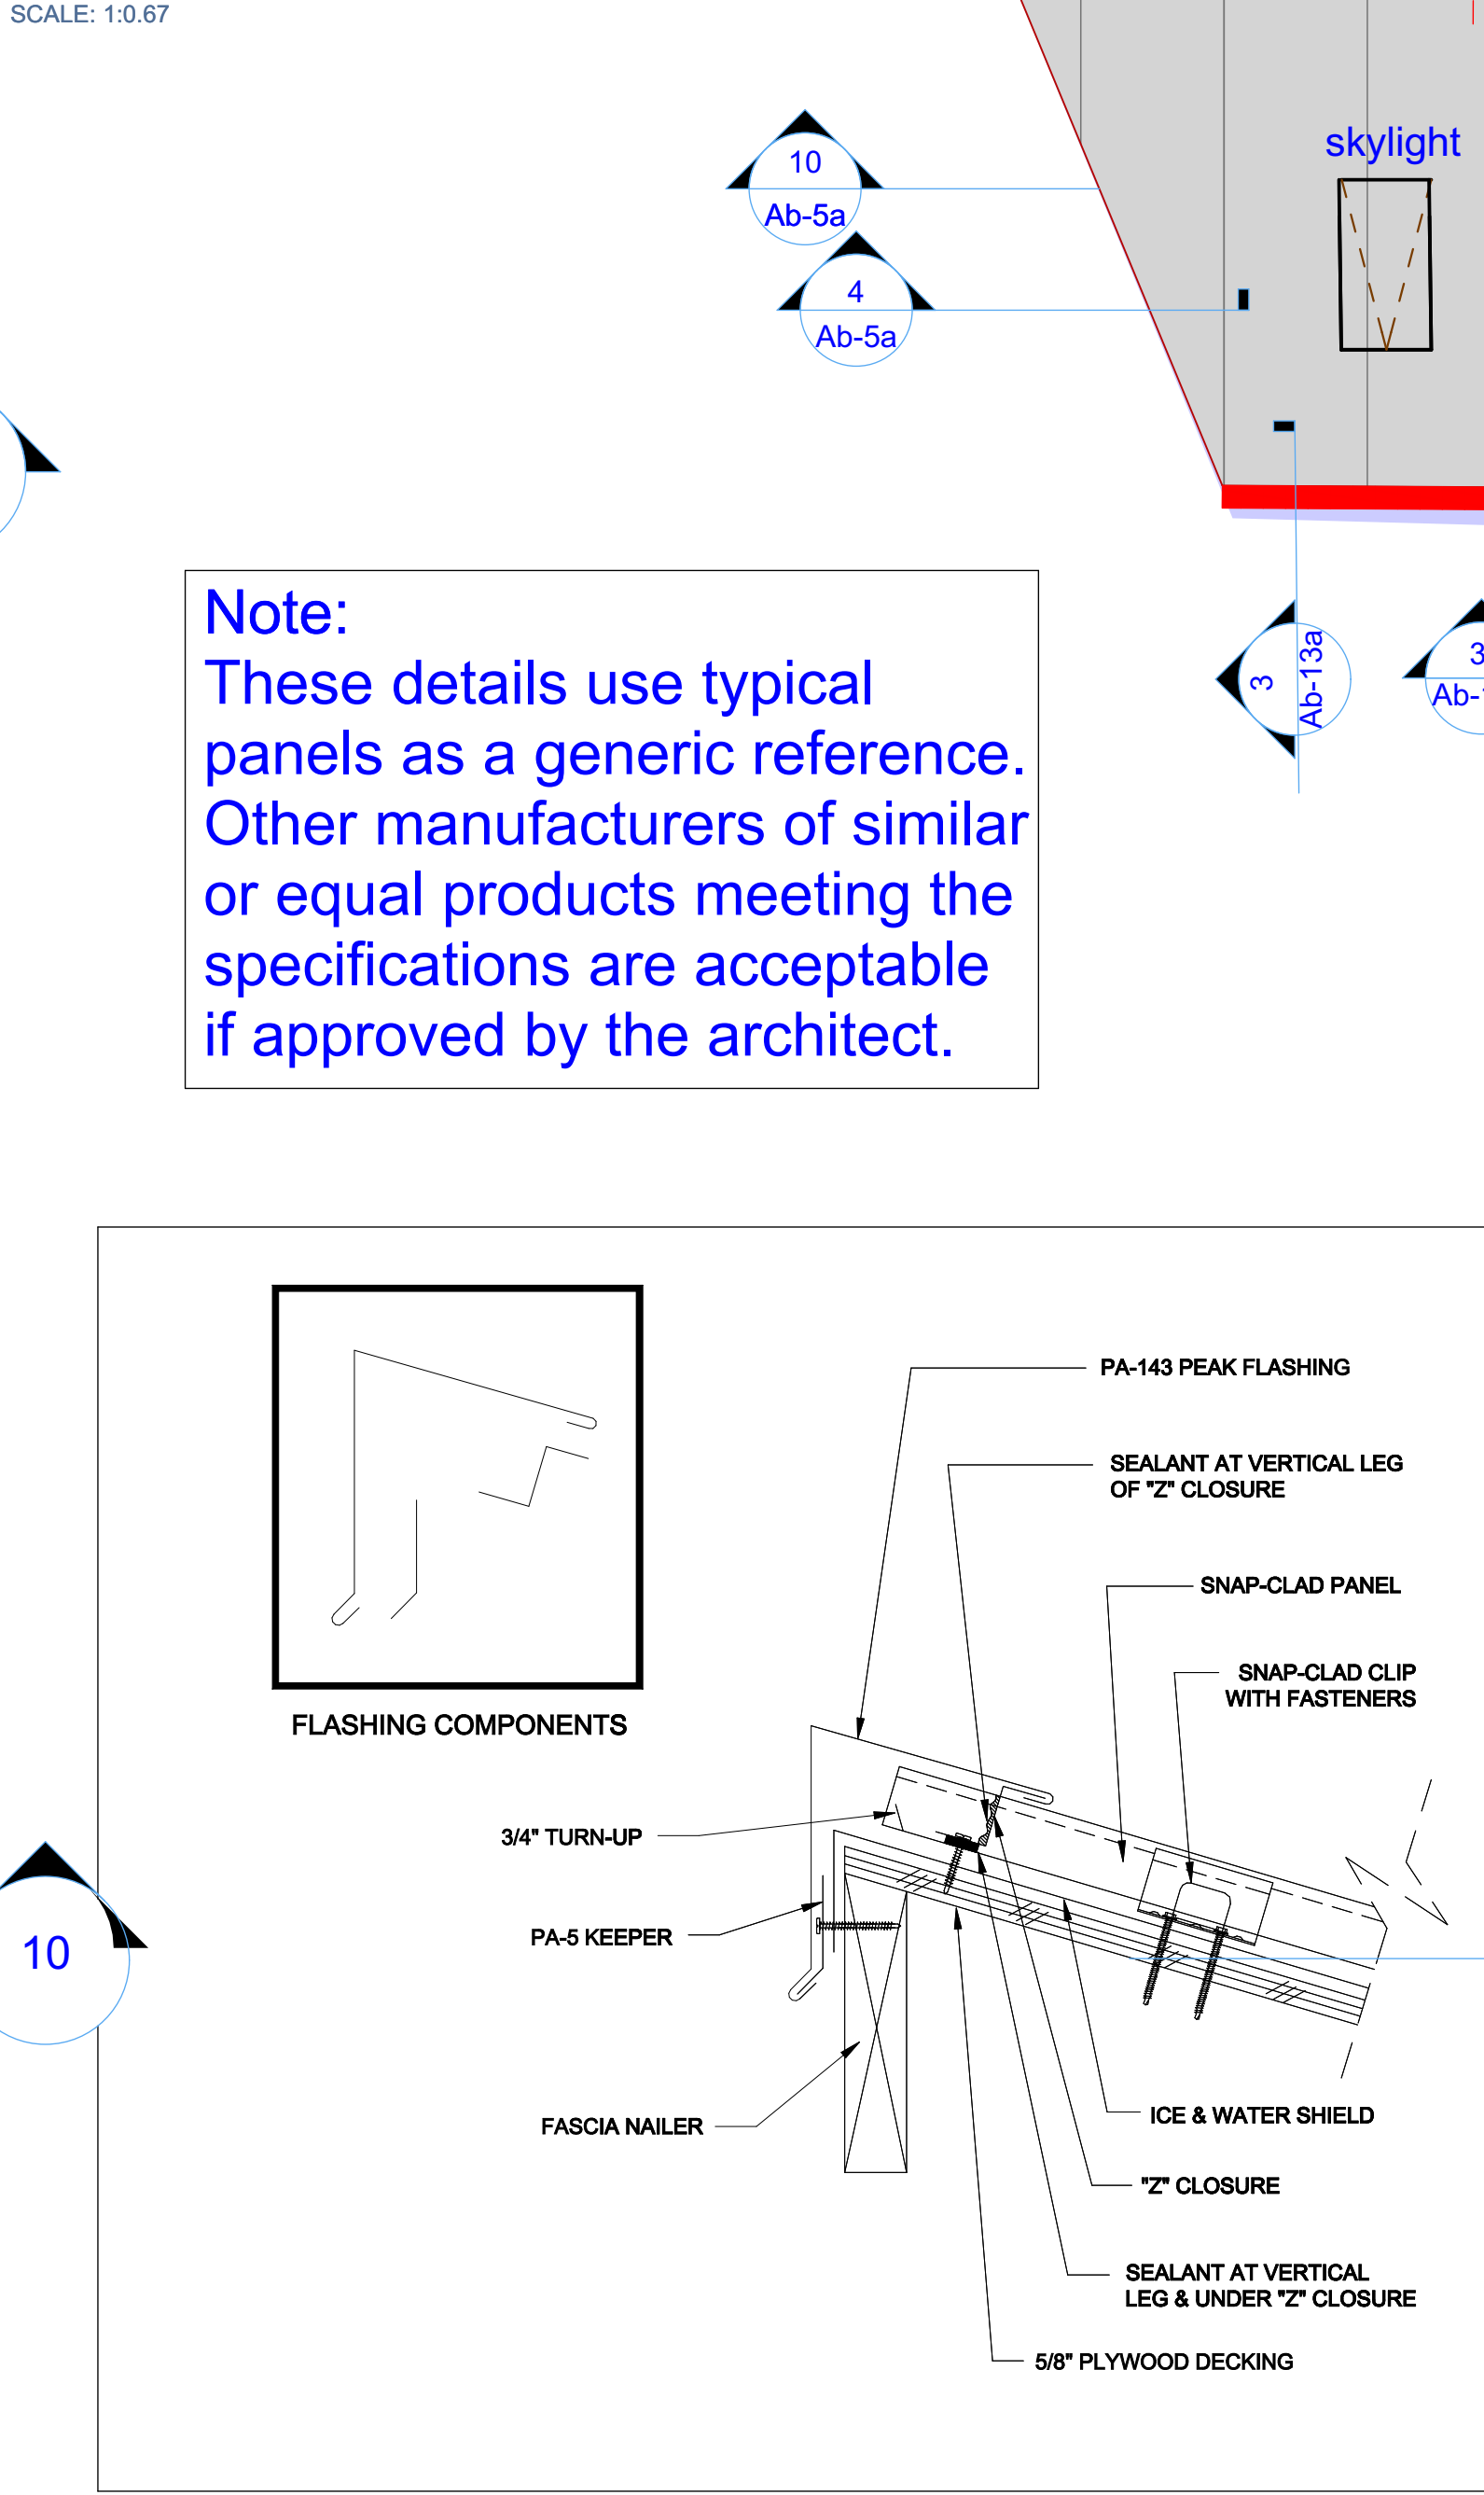 SCALE: 1:0.67
skylight
10
Ab-5a
4
Ab-5a
3
Ab-13a
3
Note:
These details use typical
panels as a generic reference.
Other manufacturers of similar
or equal products meeting the
specifications are acceptable
if approved by the architect.
PA-143 PEAK FLASHING
SEALANT AT VERTICAL LEG
OF "Z" CLOSURE
SNAP-CLAD PANEL
SNAP-CLAD CLIP
WITH FASTENERS
FLASHING COMPONENTS
3/4" TURN-UP
PA-5 KEEPER
10
FASCIA NAILER
ICE & WATER SHIELD
"Z" CLOSURE
SEALANT AT VERTICAL
LEG & UNDER "Z" CLOSURE
5/8" PLYWOOD DECKING